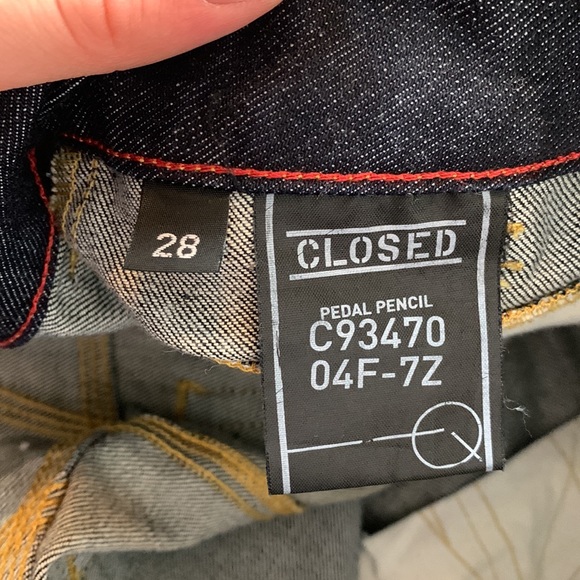 28
CLOSED
PEDAL PENCIL
C93470
04F-7Z